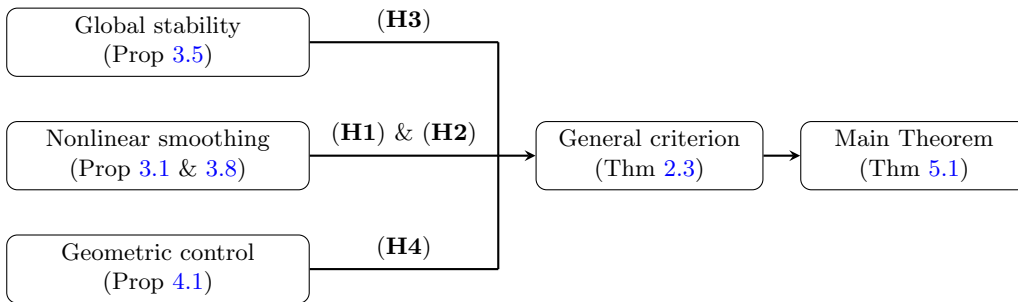 Global stability
(Prop 3.5)
(H3)
Nonlinear smoothing
(Prop 3.1 & 3.8)
(H1) & (H2)
General criterion
(Thm 2.3)
Main Theorem
(Thm 5.1)
Geometric control
(Prop 4.1)
(H4)